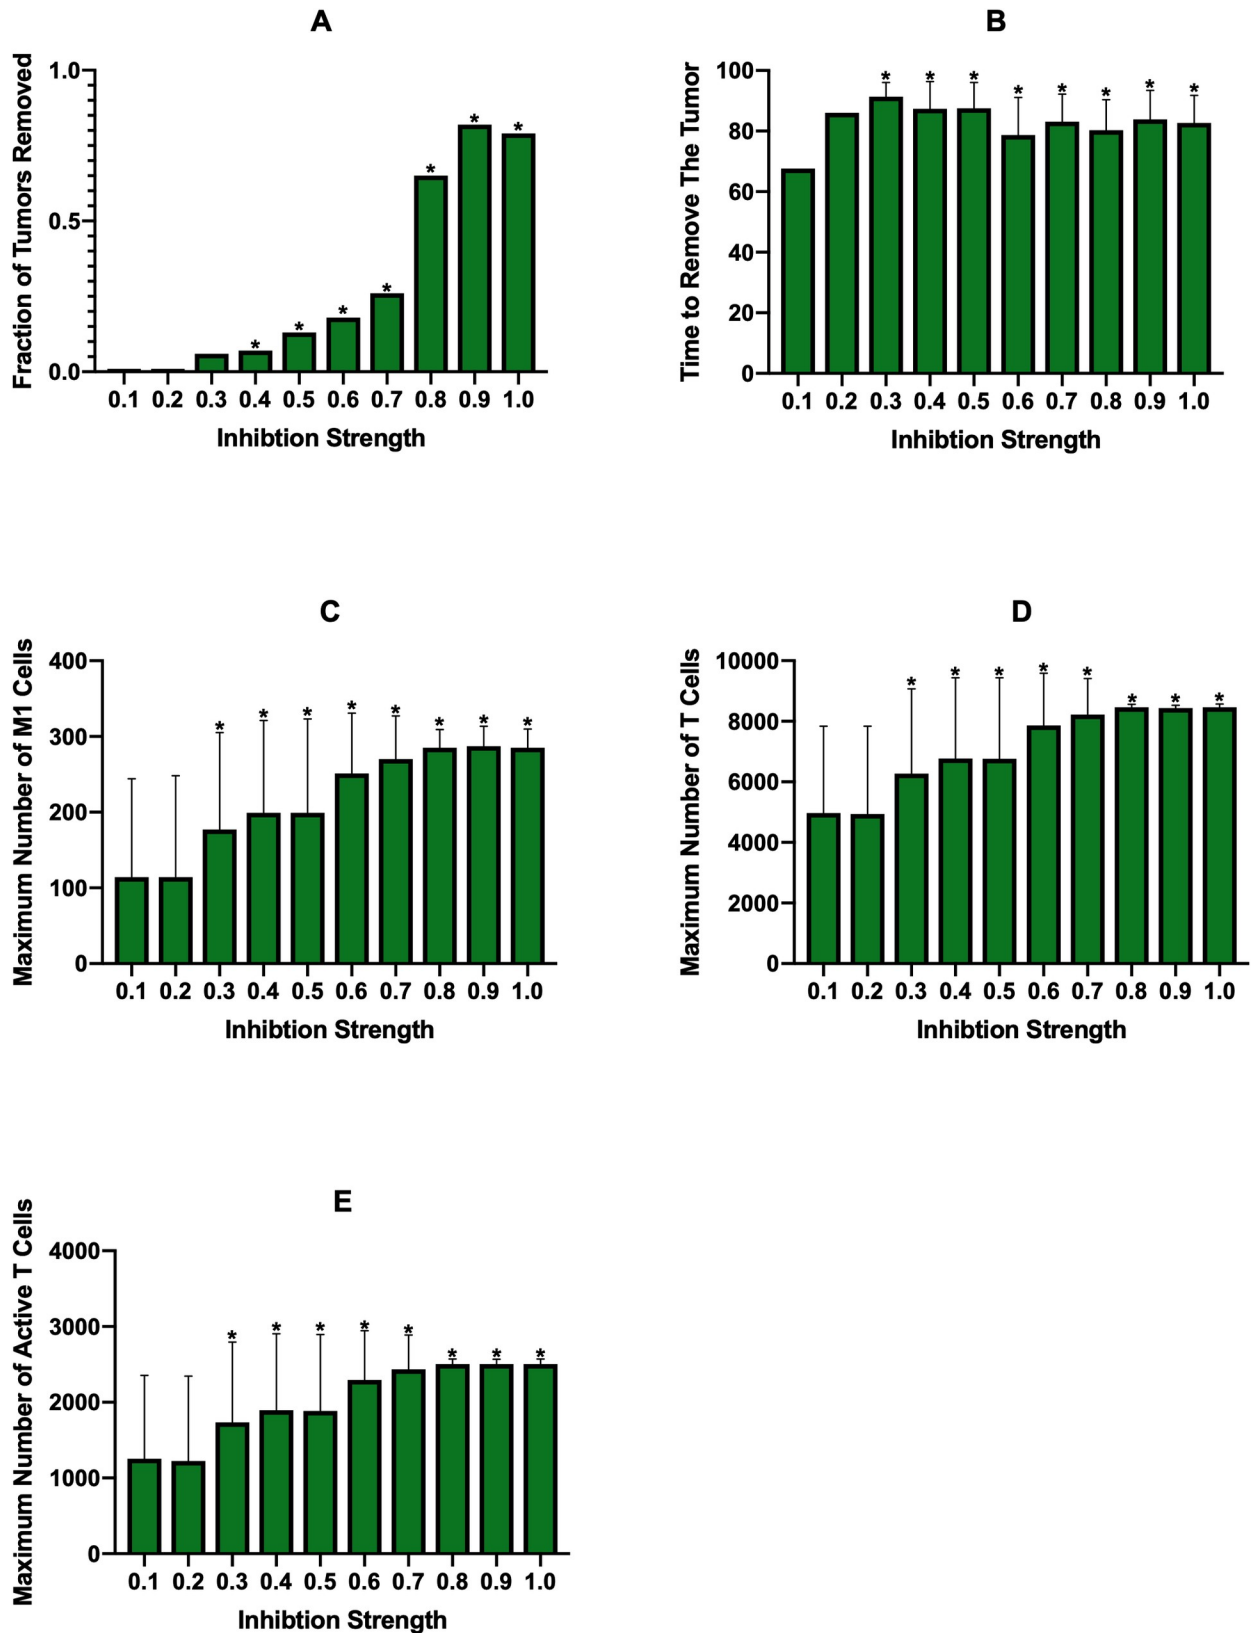 A
Fraction of Tumors Removed
1.0
0.5
0.0
* * * * * * *
0.1 0.2 0.3 0.4 0.5 0.6 0.7 0.8 0.9 1.0
Inhibtion Strength
B
Time to Remove The Tumor
100
80
60
40
20
0
* * * * * * * *
0.1 0.2 0.3 0.4 0.5 0.6 0.7 0.8 0.9 1.0
Inhibtion Strength
C
Maximum Number of M1 Cells
400
300
200
100
0
* * * * * * * *
0.1 0.2 0.3 0.4 0.5 0.6 0.7 0.8 0.9 1.0
Inhibtion Strength
D
Maximum Number of T Cells
10000
8000
6000
4000
2000
0
* * * * * * * *
0.1 0.2 0.3 0.4 0.5 0.6 0.7 0.8 0.9 1.0
Inhibtion Strength
E
Maximum Number of Active T Cells
4000
3000
2000
1000
0
* * * * * * * *
0.1 0.2 0.3 0.4 0.5 0.6 0.7 0.8 0.9 1.0
Inhibtion Strength